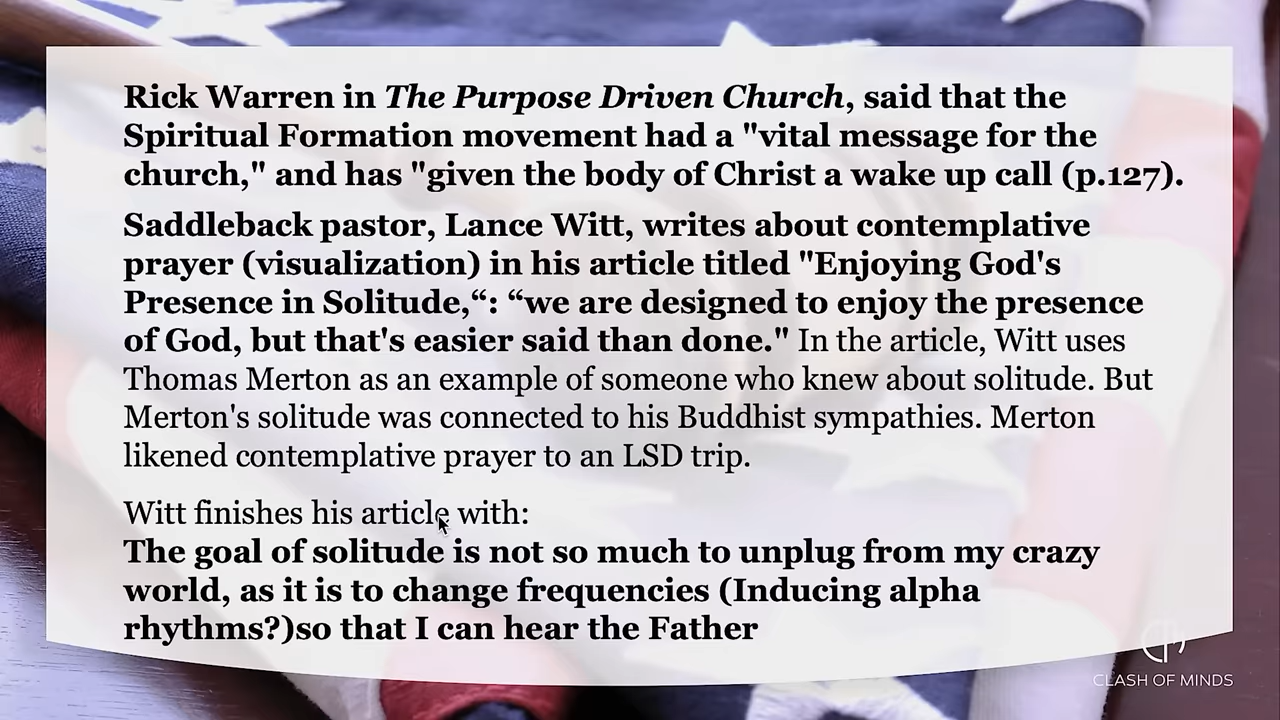 Rick Warren in The Purpose Driven Church, said that the
Spiritual Formation movement had a "vital message for the
church," and has "given the body of Christ a wake up call (p.127).
Saddleback pastor, Lance Witt, writes about contemplative
prayer (visualization) in his article titled "Enjoying God's
Presence in Solitude,“: “we are designed to enjoy the presence
of God, but that's easier said than done." In the article, Witt uses
Thomas Merton as an example of someone who knew about solitude. But
Merton's solitude was connected to his Buddhist sympathies. Merton
likened contemplative prayer to an LSD trip.
Witt finishes his article with:
The goal of solitude is not so much to unplug from my crazy
world, as it is to change frequencies (Inducing alpha
rhythms?)so that I can hear the Father
CLASH OF MINDS